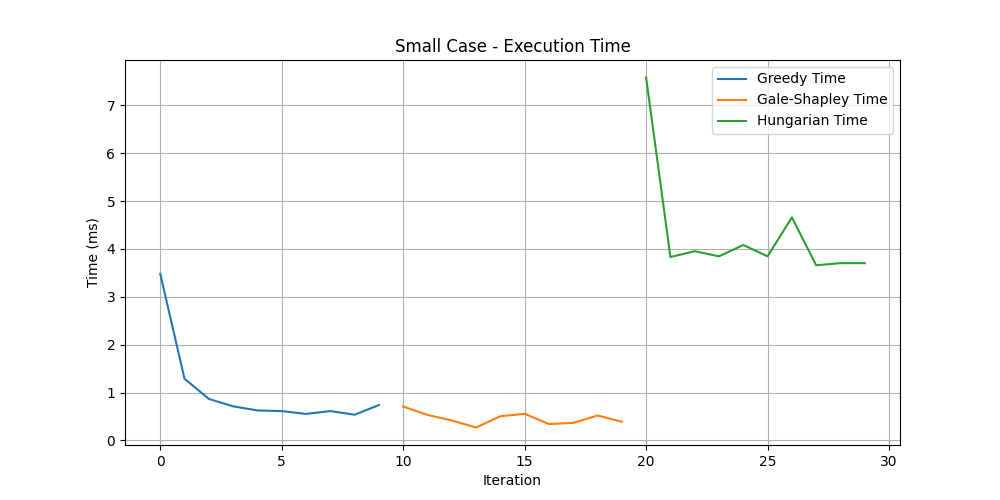 Small Case - Execution Time
Greedy Time
Gale-Shapley Time
Hungarian Time
Time (ms)
7
6
5
4
3
2
1
0
0 5 10 15 20 25 30
Iteration